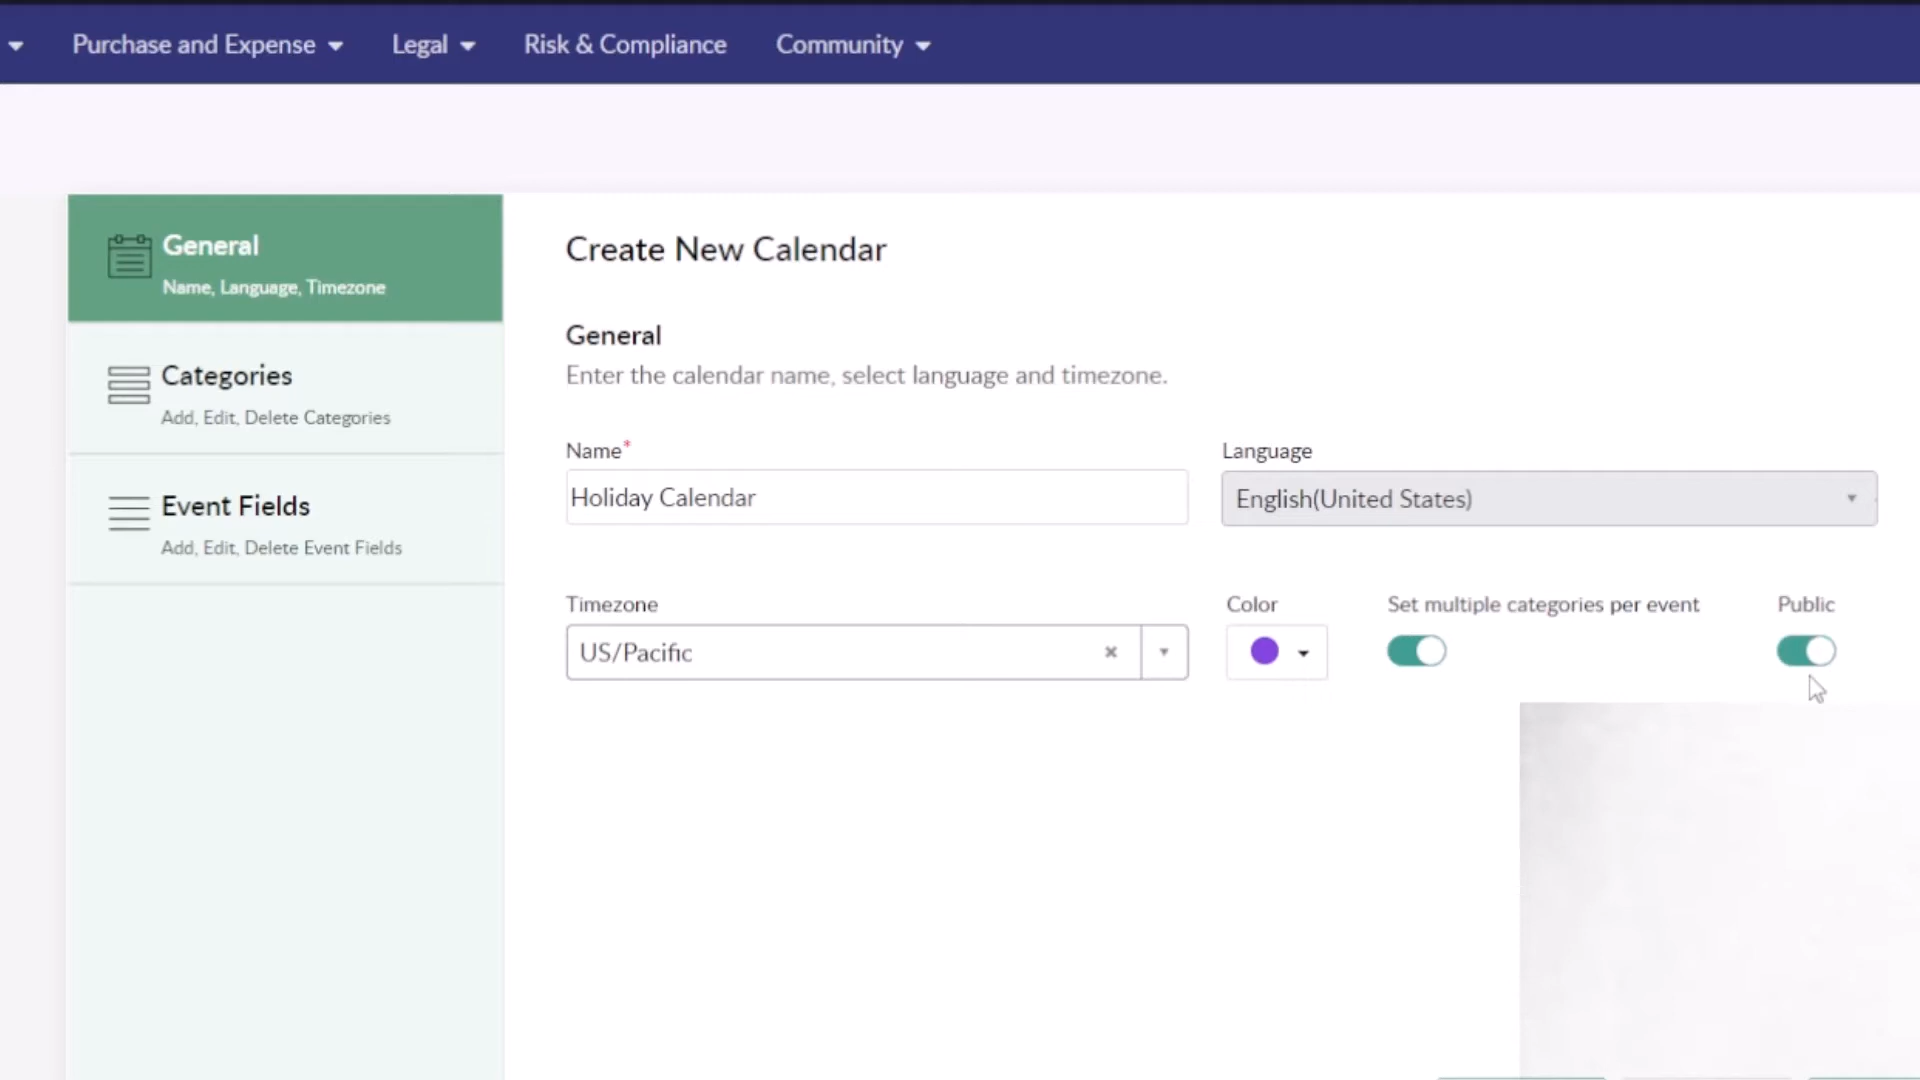 Purchase and Expense Legal Risk & Compliance Community
General
Name, Language, Timezone
Categories
Add, Edit, Delete Categories
Event Fields
Add, Edit, Delete Event Fields
Create New Calendar
General
Enter the calendar name, select language and timezone.
Name* Language
Holiday Calendar English(United States)
Timezone Color Set multiple categories per event Public
US/Pacific